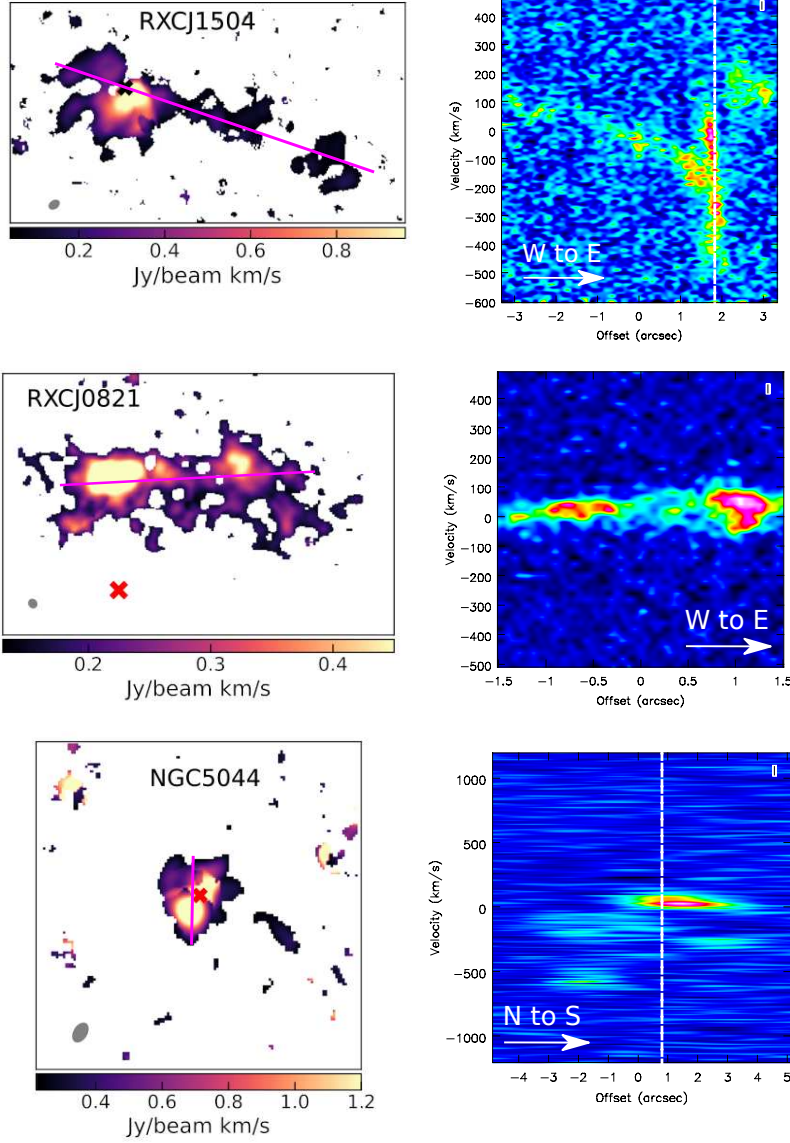 RXCJ1504
0.2 0.4 0.6 0.8
Jy/beam km/s
400
300
200
100
0
−100
−200
−300
−400
−500
−600
Velocity (km/s)
W to E
−3 −2 −1 0 1 2 3
Offset (arcsec)
RXCJ0821
0.2 0.3 0.4
Jy/beam km/s
400
300
200
100
0
−100
−200
−300
−400
−500
Velocity (km/s)
W to E
−1.5 −1 −0.5 0 0.5 1 1.5
Offset (arcsec)
NGC5044
0.4 0.6 0.8 1.0 1.2
Jy/beam km/s
1000
500
0
−500
−1000
Velocity (km/s)
N to S
−4 −3 −2 −1 0 1 2 3 4 5
Offset (arcsec)